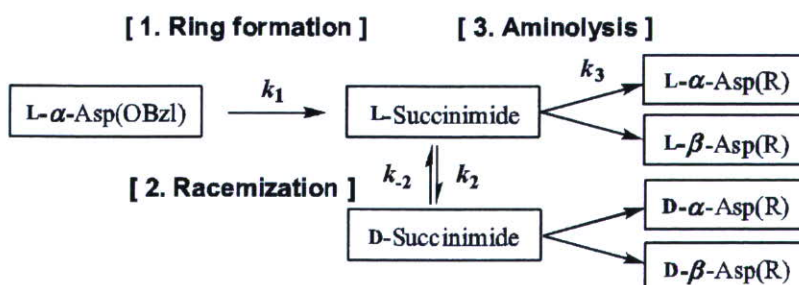 [ 1. Ring formation ] [ 3. Aminolysis ]
L-α-Asp(OBzl) k1 L-Succinimide k3 L-α-Asp(R)
L-β-Asp(R)
[ 2. Racemization ] k-2 k2
D-Succinimide D-α-Asp(R)
D-β-Asp(R)